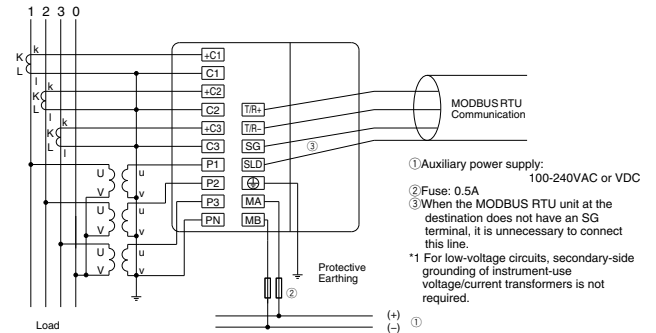 1 2 3 0
k
K
L
l
k
K
L
l
k
K
L
l
+C1
C1
+C2
C2
+C3
C3
P1
P2
P3
PN
T/R+
T/R−
SG
SLD
MA
MB
③
U
V
u
v
U
V
u
v
U
V
u
v
MODBUS RTU
Communication
Protective
Earthing
②
(+)
(−)
①
Load
①Auxiliary power supply:
100-240VAC or VDC
②Fuse: 0.5A
③When the MODBUS RTU unit at the
destination does not have an SG
terminal, it is unnecessary to connect
this line.
*1 For low-voltage circuits, secondary-side
grounding of instrument-use
voltage/current transformers is not
required.